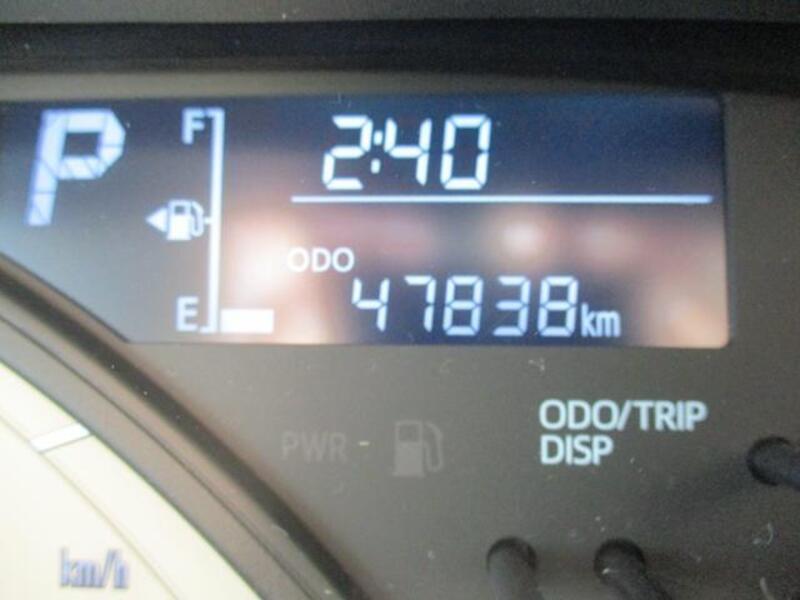 P
F
2:40
ODO
47838km
E
PWR
ODO/TRIP
DISP
km/h